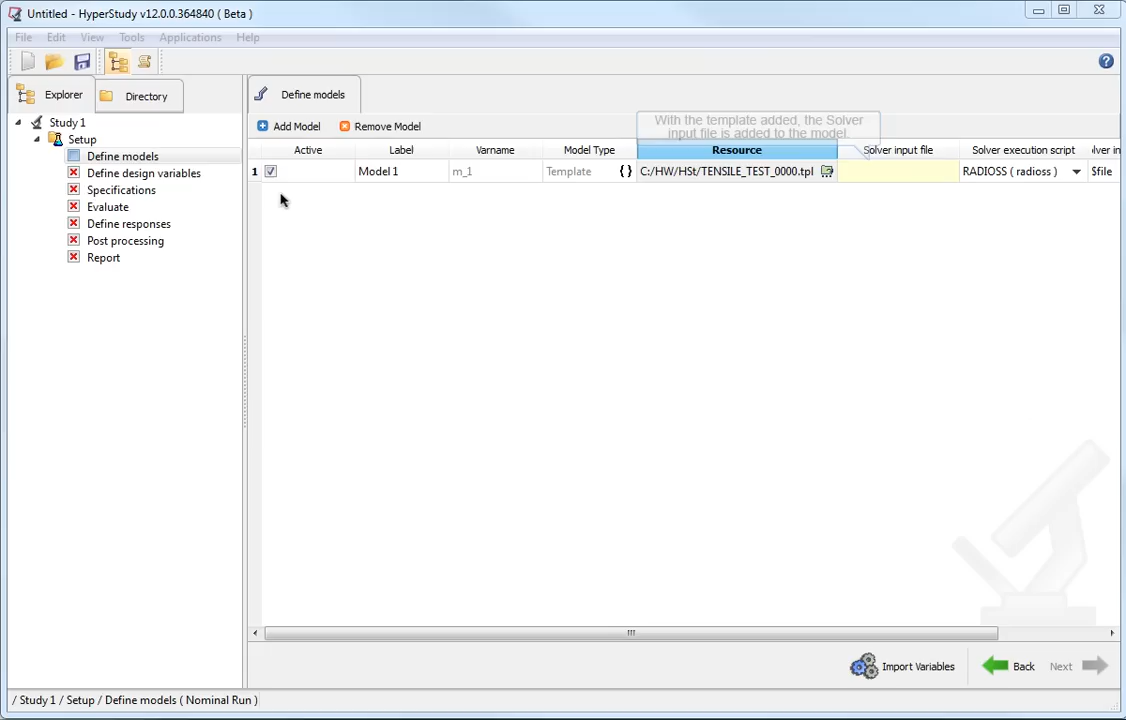 Untitled - HyperStudy v12.0.0.364840 ( Beta )
File Edit View Tools Applications Help
Explorer Directory Define models
Study 1
Setup
Define models
Define design variables
Specifications
Evaluate
Define responses
Post processing
Report
Add Model Remove Model
With the template added, the Solver
input file is added to the model.
Active Label Varname Model Type Resource Solver input file Solver execution script lver in
1 Model 1 m_1 Template { } C:/HW/HSt/TENSILE_TEST_0000.tpl RADIOSS ( radioss ) $file
Import Variables Back Next
/ Study 1 / Setup / Define models ( Nominal Run )